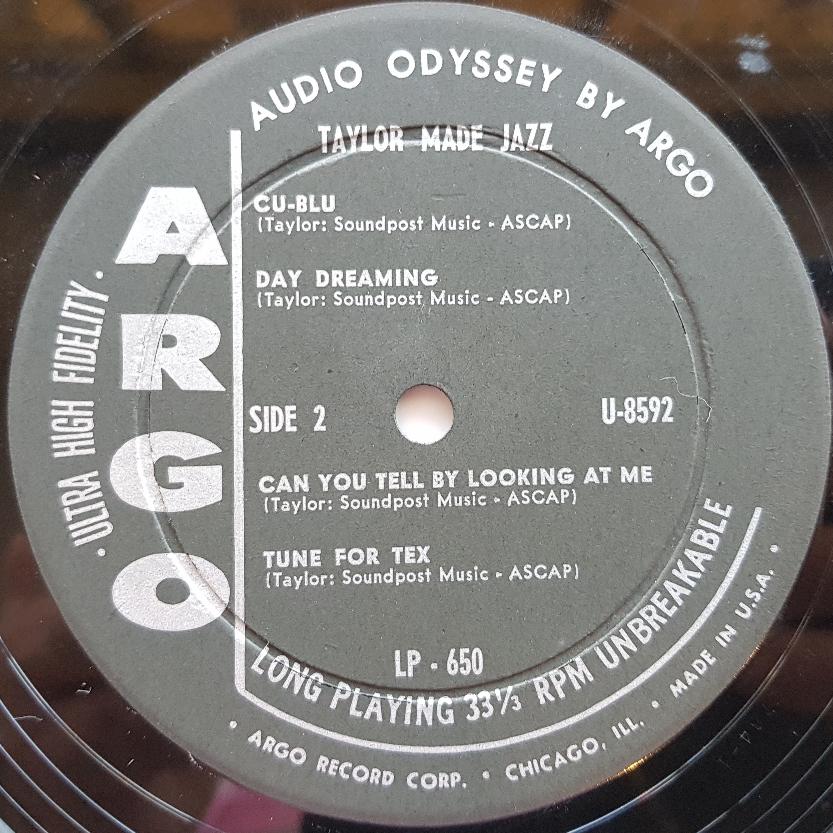 AUDIO ODYSSEY BY ARGO
TAYLOR MADE JAZZ
CU-BLU
(Taylor: Soundpost Music - ASCAP)
DAY DREAMING
(Taylor: Soundpost Music - ASCAP)
ARGO
· ULTRA HIGH FIDELITY ·
SIDE 2
U-8592
CAN YOU TELL BY LOOKING AT ME
(Taylor: Soundpost Music - ASCAP)
TUNE FOR TEX
(Taylor: Soundpost Music - ASCAP)
LP - 650
LONG PLAYING 33⅓ RPM UNBREAKABLE
· ARGO RECORD CORP. · CHICAGO, ILL. · MADE IN U.S.A. ·